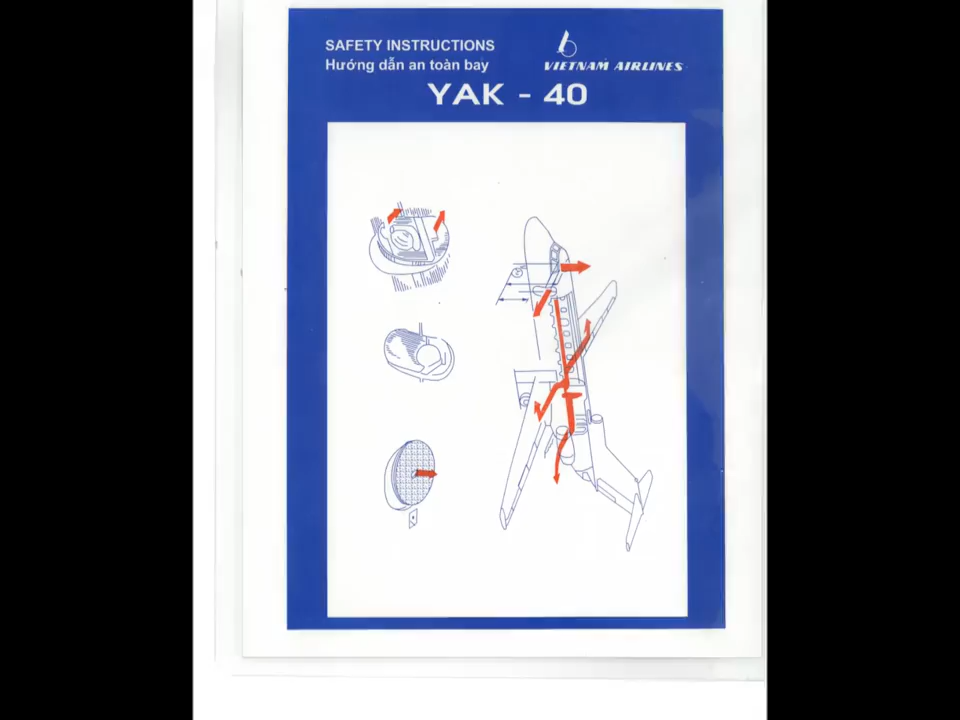 SAFETY INSTRUCTIONS
Hướng dẫn an toàn bay
VIETNAM AIRLINES
YAK - 40